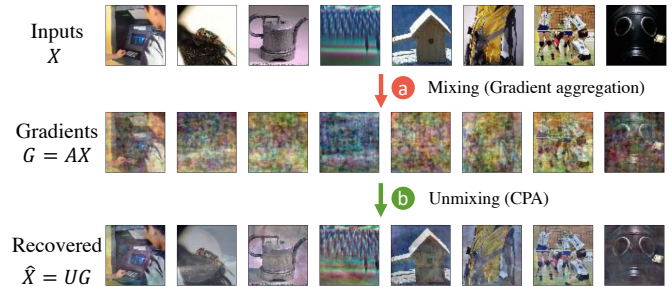 Inputs
X
a Mixing (Gradient aggregation)
Gradients
G = AX
b Unmixing (CPA)
Recovered
X̂ = UG